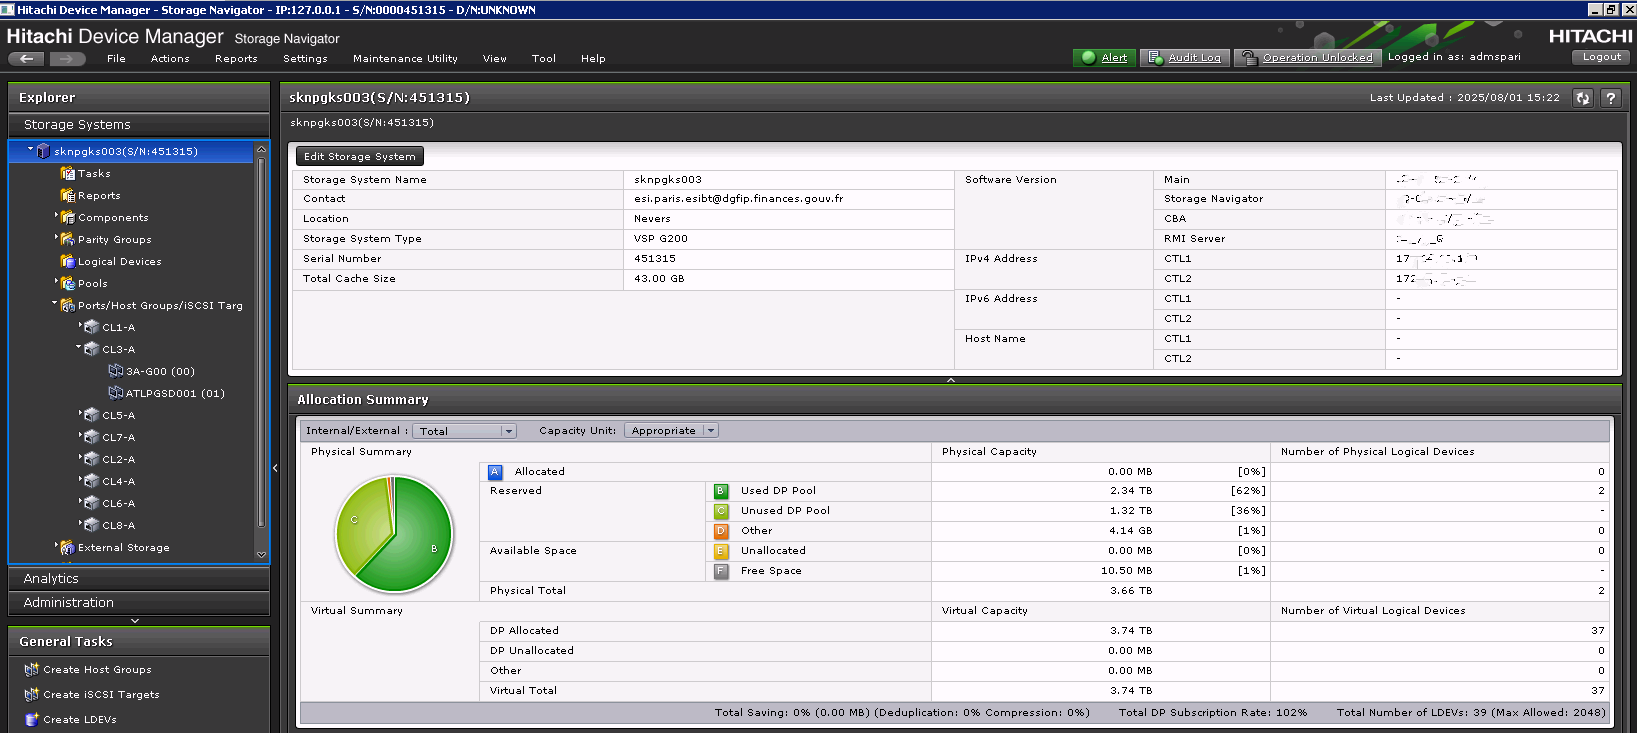 Hitachi Device Manager - Storage Navigator - IP:127.0.0.1 - S/N:0000451315 - D/N:UNKNOWN
Hitachi Device Manager Storage Navigator
HITACHI
File Actions Reports Settings Maintenance Utility View Tool Help
Alert Audit Log Operation Unlocked Logged in as: admspari Logout
Explorer
Storage Systems
sknpgks003(S/N:451315)
Tasks
Reports
Components
Parity Groups
Logical Devices
Pools
Ports/Host Groups/iSCSI Targ
CL1-A
CL3-A
3A-G00 (00)
ATLPGSD001 (01)
CL5-A
CL7-A
CL2-A
CL4-A
CL6-A
CL8-A
External Storage
Analytics
Administration
General Tasks
Create Host Groups
Create iSCSI Targets
Create LDEVs
sknpgks003(S/N:451315)
Last Updated : 2025/08/01 15:22 ?
sknpgks003(S/N:451315)
Edit Storage System
Storage System Name sknpgks003
Contact esi.paris.esibt@dgfip.finances.gouv.fr
Location Nevers
Storage System Type VSP G200
Serial Number 451315
Total Cache Size 43.00 GB
Software Version Main
Storage Navigator
CBA
RMI Server
IPv4 Address CTL1
CTL2
IPv6 Address CTL1 -
CTL2 -
Host Name CTL1 -
CTL2 -
Allocation Summary
Internal/External : Total Capacity Unit: Appropriate
Physical Summary Physical Capacity Number of Physical Logical Devices
C
B
A Allocated 0.00 MB [0%] 0
Reserved B Used DP Pool 2.34 TB [62%] 2
C Unused DP Pool 1.32 TB [36%] -
D Other 4.14 GB [1%] 0
Available Space E Unallocated 0.00 MB [0%] 0
F Free Space 10.50 MB [1%] -
Physical Total 3.66 TB 2
Virtual Summary Virtual Capacity Number of Virtual Logical Devices
DP Allocated 3.74 TB 37
DP Unallocated 0.00 MB 0
Other 0.00 MB 0
Virtual Total 3.74 TB 37
Total Saving: 0% (0.00 MB) (Deduplication: 0% Compression: 0%) Total DP Subscription Rate: 102% Total Number of LDEVs: 39 (Max Allowed: 2048)